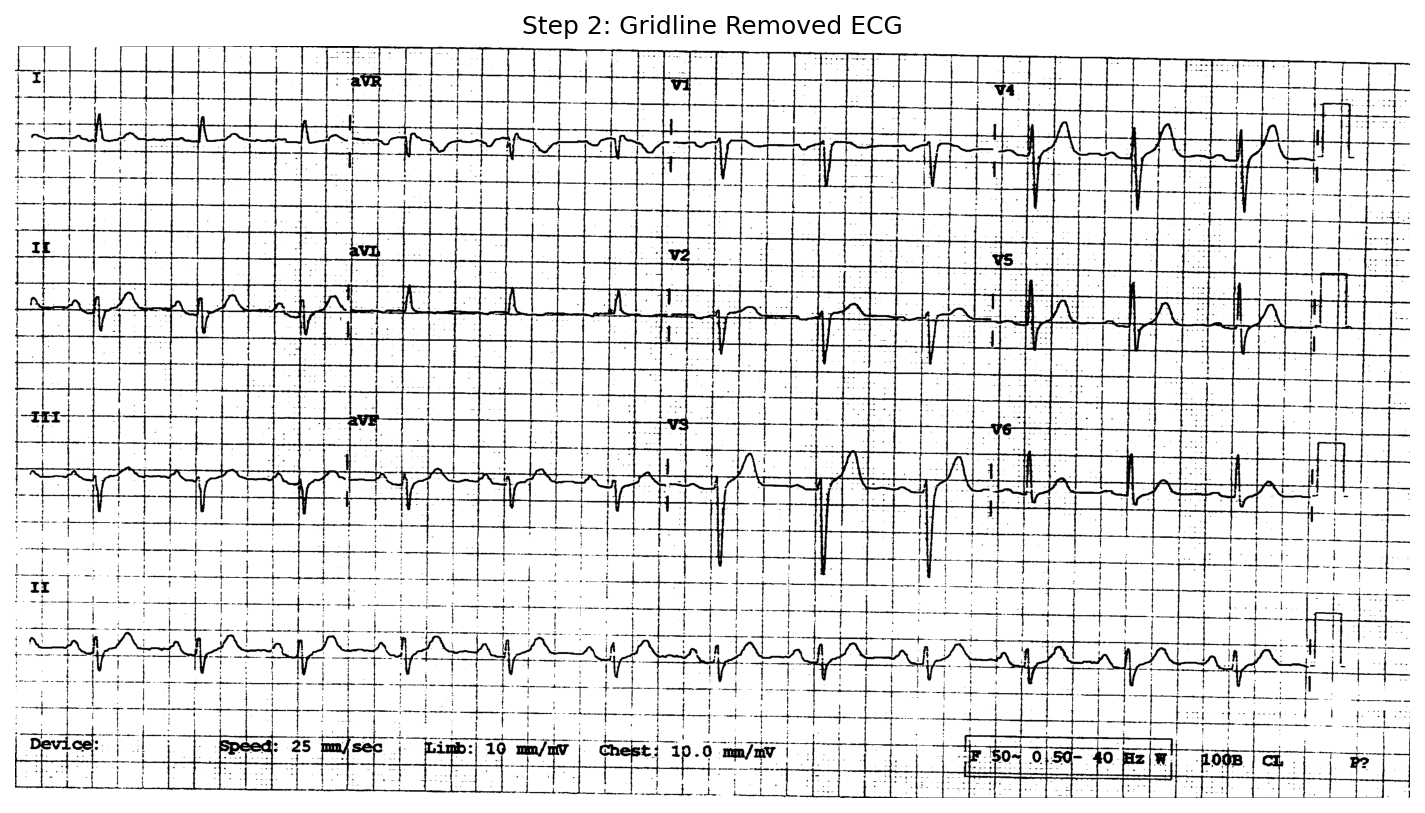 Step 2: Gridline Removed ECG
I aVR V1 V4
II aVL V2 V5
III aVF V3 V6
II
Device: Speed: 25 mm/sec Limb: 10 mm/mV Chest: 10.0 mm/mV F 50~ 0.50- 40 Hz W 100B CL P?